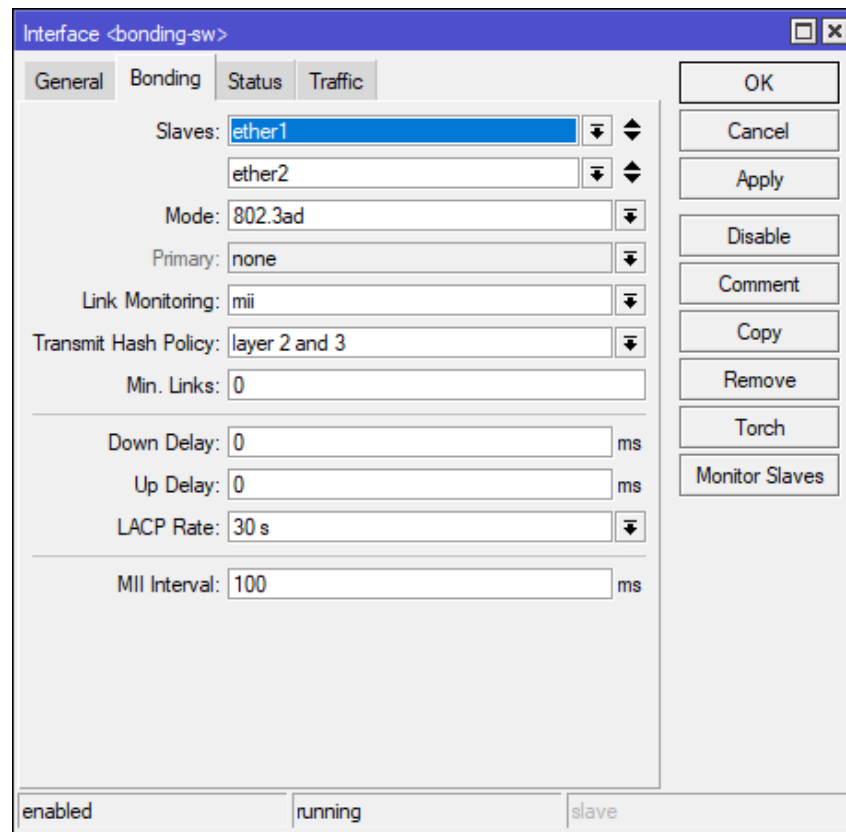 Interface <bonding-sw>
General Bonding Status Traffic
Slaves: ether1
ether2
Mode: 802.3ad
Primary: none
Link Monitoring: mii
Transmit Hash Policy: layer 2 and 3
Min. Links: 0
Down Delay: 0 ms
Up Delay: 0 ms
LACP Rate: 30 s
MII Interval: 100 ms
OK
Cancel
Apply
Disable
Comment
Copy
Remove
Torch
Monitor Slaves
enabled running slave